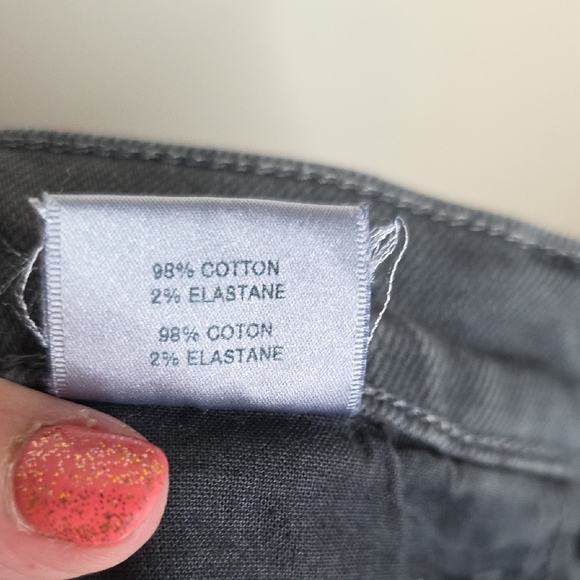 98% COTTON
2% ELASTANE
98% COTON
2% ELASTANE